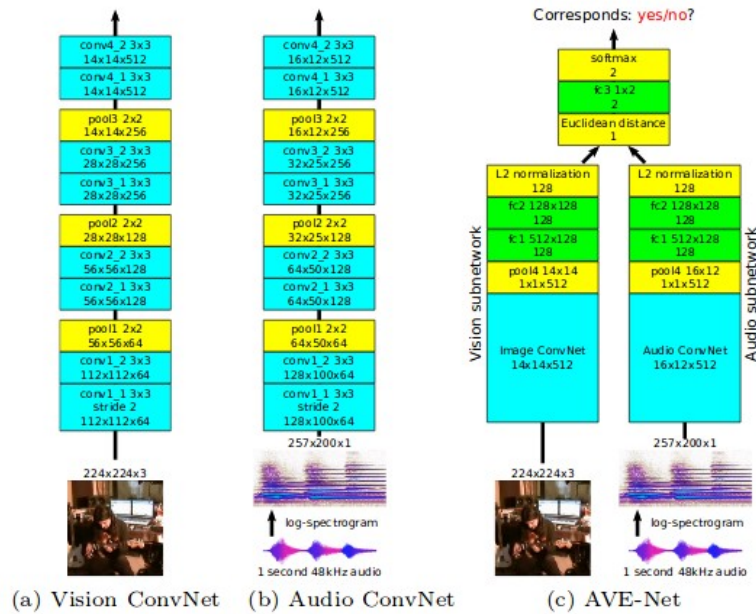 conv4_2 3x3
14x14x512
conv4_1 3x3
14x14x512
pool3 2x2
14x14x256
conv3_2 3x3
28x28x256
conv3_1 3x3
28x28x256
pool2 2x2
28x28x128
conv2_2 3x3
56x56x128
conv2_1 3x3
56x56x128
pool1 2x2
56x56x64
conv1_2 3x3
112x112x64
conv1_1 3x3
stride 2
112x112x64
224x224x3
(a) Vision ConvNet
conv4_2 3x3
16x12x512
conv4_1 3x3
16x12x512
pool3 2x2
16x12x256
conv3_2 3x3
32x25x256
conv3_1 3x3
32x25x256
pool2 2x2
32x25x128
conv2_2 3x3
64x50x128
conv2_1 3x3
64x50x128
pool1 2x2
64x50x64
conv1_2 3x3
128x100x64
conv1_1 3x3
stride 2
128x100x64
257x200x1
log-spectrogram
1 second 48kHz audio
(b) Audio ConvNet
Corresponds: yes/no?
softmax
2
fc3 1x2
2
Euclidean distance
1
Vision subnetwork
L2 normalization
128
fc2 128x128
128
fc1 512x128
128
pool4 14x14
1x1x512
Image ConvNet
14x14x512
224x224x3
L2 normalization
128
fc2 128x128
128
fc1 512x128
128
pool4 16x12
1x1x512
Audio ConvNet
16x12x512
Audio subnetwork
257x200x1
log-spectrogram
1 second 48kHz audio
(c) AVE-Net